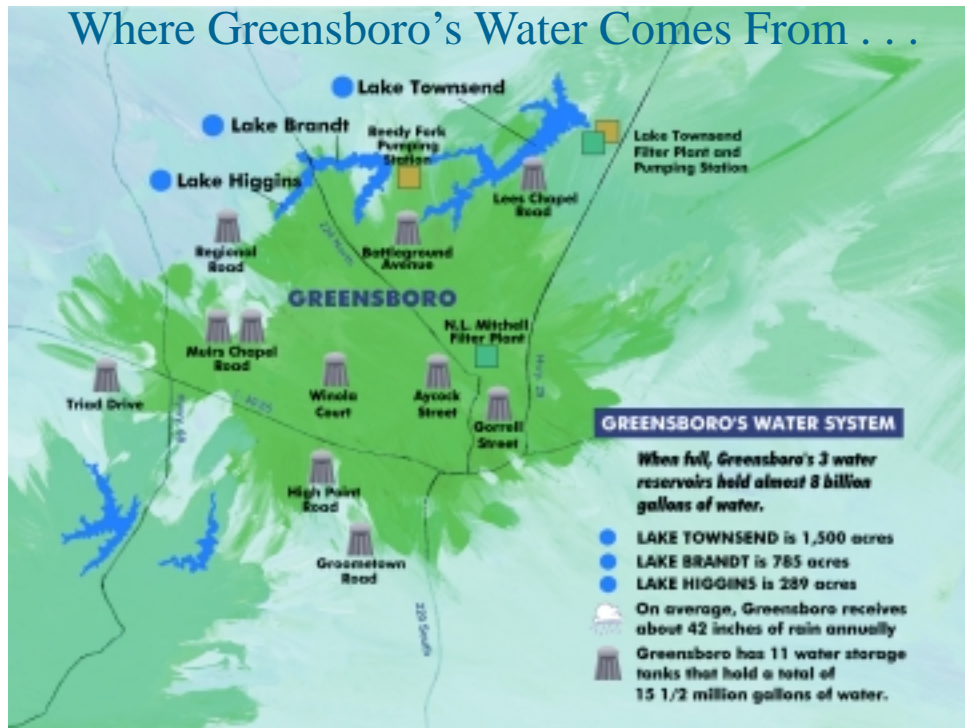 Where Greensboro's Water Comes From . . .
Lake Townsend
Lake Brandt
Reedy Fork
Pumping
Station
Lake Townsend
Filter Plant and
Pumping Station
Lake Higgins
Lees Chapel
Road
Regional
Road
220 North
Battleground
Avenue
GREENSBORO
N.L. Mitchell
Filter Plant
Muirs Chapel
Road
Hwy. 29
Triad Drive
Winola
Court
Aycock
Street
Gorrell
Street
High Point
Road
Groometown
Road
220 South
GREENSBORO'S WATER SYSTEM
When full, Greensboro's 3 water
reservoirs hold almost 8 billion
gallons of water.
LAKE TOWNSEND is 1,500 acres
LAKE BRANDT is 785 acres
LAKE HIGGINS is 289 acres
On average, Greensboro receives
about 42 inches of rain annually
Greensboro has 11 water storage
tanks that hold a total of
15 1/2 million gallons of water.